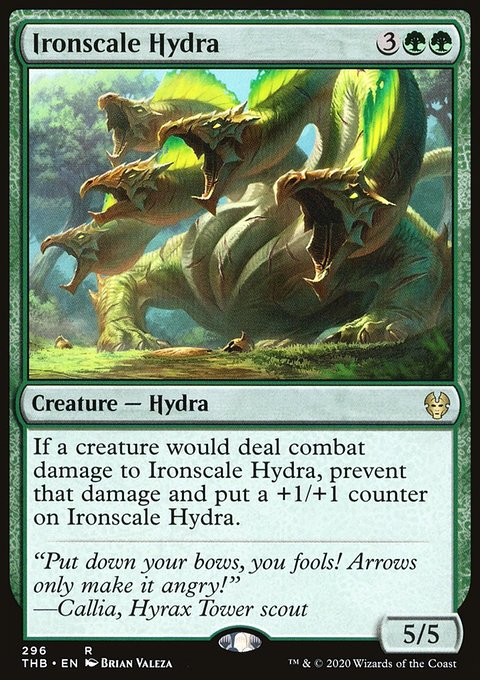 Ironscale Hydra 3
Creature — Hydra
If a creature would deal combat
damage to Ironscale Hydra, prevent
that damage and put a +1/+1 counter
on Ironscale Hydra.
“Put down your bows, you fools! Arrows
only make it angry!”
—Callia, Hyrax Tower scout
5/5
296 R
THB • EN Brian Valeza
™ & © 2020 Wizards of the Coast